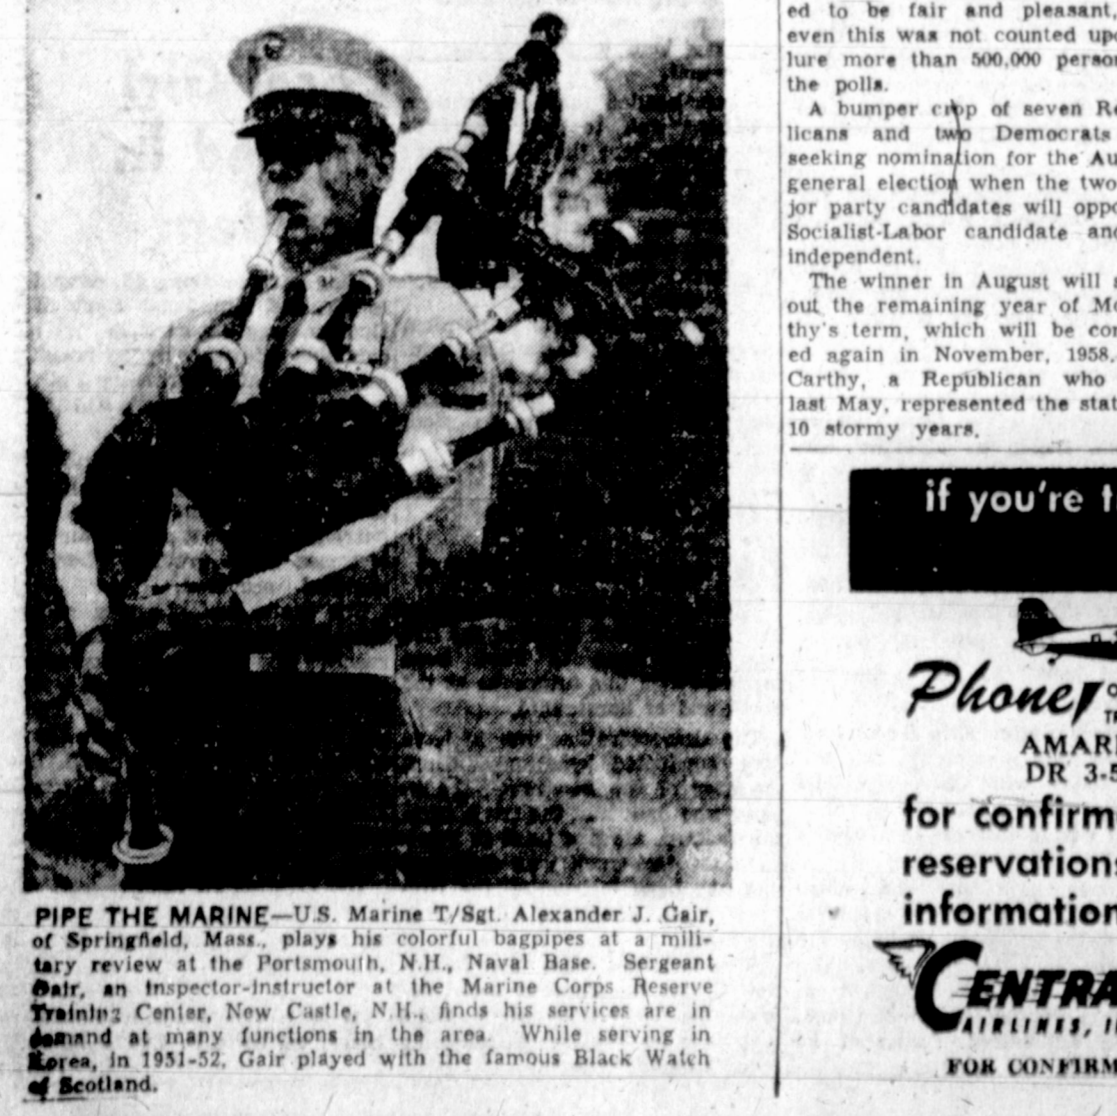 PIPE THE MARINE—U.S. Marine T/Sgt. Alexander J. Gair,
of Springfield, Mass., plays his colorful bagpipes at a mili-
tary review at the Portsmouth, N.H., Naval Base. Sergeant
Gair, an inspector-instructor at the Marine Corps Reserve
Training Center, New Castle, N.H., finds his services are in
demand at many functions in the area. While serving in
Korea, in 1951-52, Gair played with the famous Black Watch
of Scotland.
ed to be fair and pleasant,
even this was not counted up
lure more than 500,000 perso
the polls.
A bumper crop of seven Re
licans and two Democrats
seeking nomination for the Au
general election when the two
jor party candidates will oppo
Socialist-Labor candidate and
independent.
The winner in August will s
out the remaining year of Mc
thy's term, which will be con
ed again in November, 1958.
Carthy, a Republican who
last May, represented the stat
10 stormy years.
if you're t
Phone
AMAR
DR 3-5
for confirm
reservations
information
CENTRA
AIRLINES, I
FOR CONFIRM